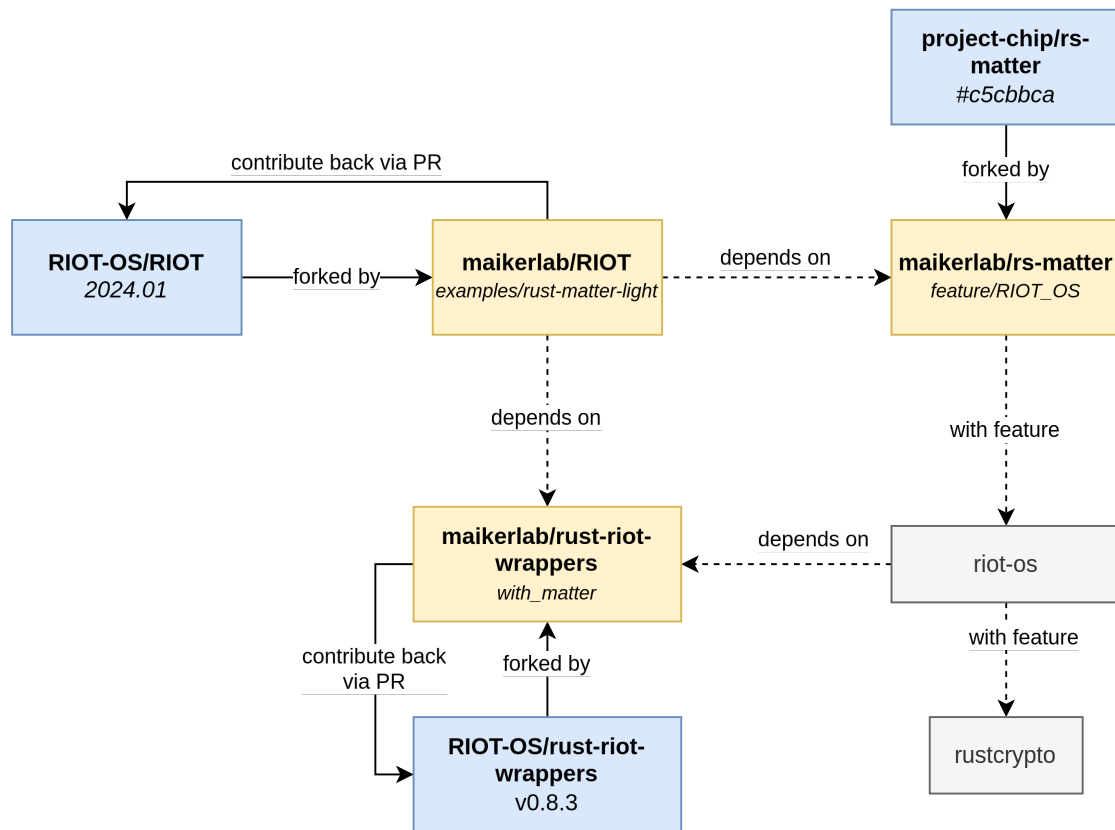 project-chip/rs-
matter
#c5cbbca
contribute back via PR
forked by
RIOT-OS/RIOT
2024.01
forked by
maikerlab/RIOT
examples/rust-matter-light
depends on
maikerlab/rs-matter
feature/RIOT_OS
depends on
with feature
maikerlab/rust-riot-
wrappers
with_matter
depends on
riot-os
contribute back
via PR
forked by
with feature
RIOT-OS/rust-riot-
wrappers
v0.8.3
rustcrypto